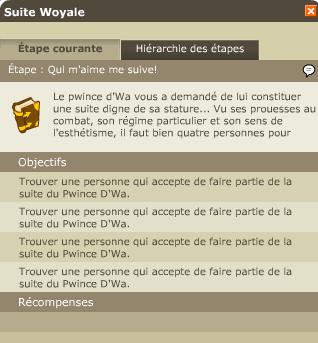 Suite Woyale
Étape courante
Hiérarchie des étapes
Étape : Qui m'aime me suive!
Le pwince d'Wa vous a demandé de lui constituer
une suite digne de sa stature... Vu ses prouesses au
combat, son régime particulier et son sens de
l'esthétisme, il faut bien quatre personnes pour
Objectifs
Trouver une personne qui accepte de faire partie de la
suite du Pwince D'Wa.
Trouver une personne qui accepte de faire partie de la
suite du Pwince D'Wa.
Trouver une personne qui accepte de faire partie de la
suite du Pwince D'Wa.
Trouver une personne qui accepte de faire partie de la
suite du Pwince D'Wa.
Récompenses